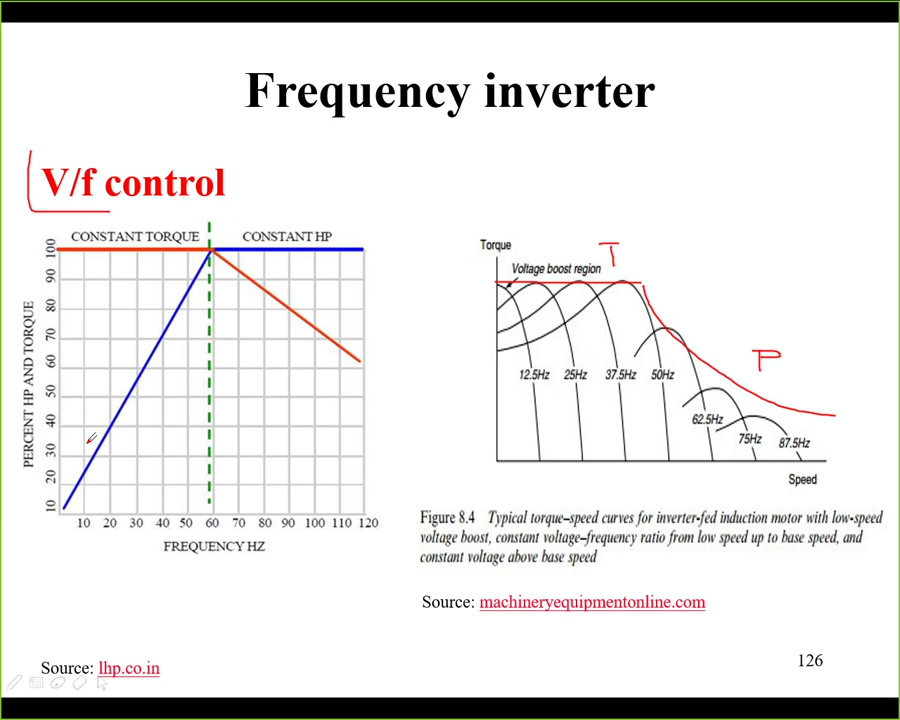 Frequency inverter
V/f control
CONSTANT TORQUE
CONSTANT HP
PERCENT HP AND TORQUE
100
90
80
70
60
50
40
30
20
10
10 20 30 40 50 60 70 80 90 100 110 120
FREQUENCY HZ
Torque
T
Voltage boost region
P
12.5Hz 25Hz 37.5Hz 50Hz
62.5Hz
75Hz
87.5Hz
Speed
Figure 8.4 Typical torque–speed curves for inverter-fed induction motor with low-speed
voltage boost, constant voltage–frequency ratio from low speed up to base speed, and
constant voltage above base speed
Source: machineryequipmentonline.com
Source: lhp.co.in
126